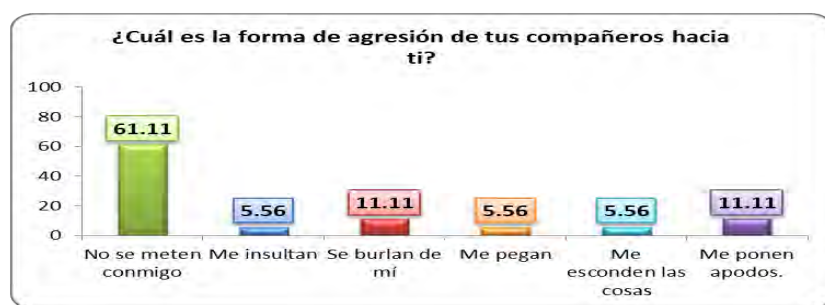 ¿Cuál es la forma de agresión de tus compañeros hacia
ti?
100
80
60
40
20
0
61.11
5.56
11.11
5.56
5.56
11.11
No se meten
conmigo
Me insultan
Se burlan de
mí
Me pegan
Me
esconden las
cosas
Me ponen
apodos.